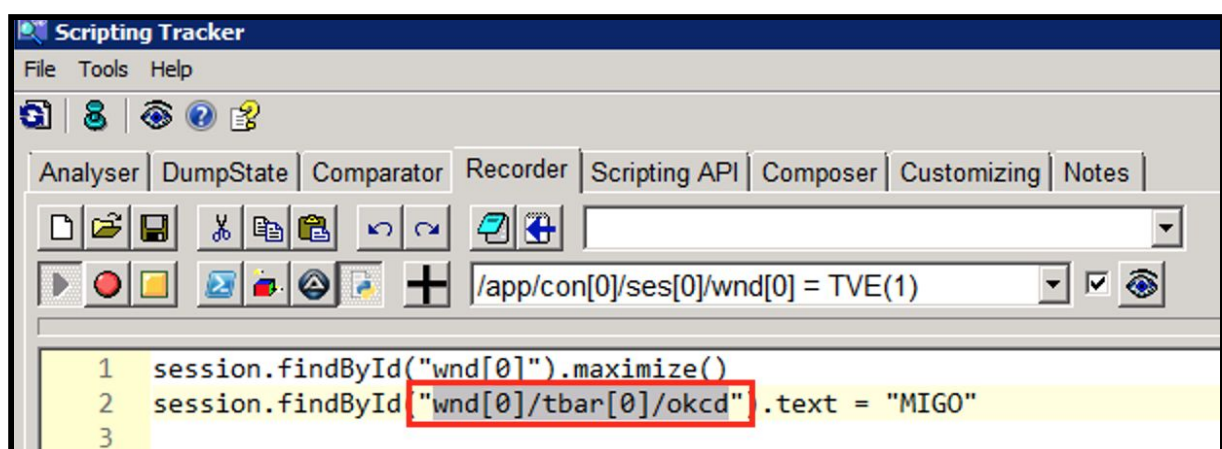 Scripting Tracker
File Tools Help
Analyser DumpState Comparator Recorder Scripting API Composer Customizing Notes
/app/con[0]/ses[0]/wnd[0] = TVE(1)
1 session.findById("wnd[0]").maximize()
2 session.findById("wnd[0]/tbar[0]/okcd").text = "MIGO"
3